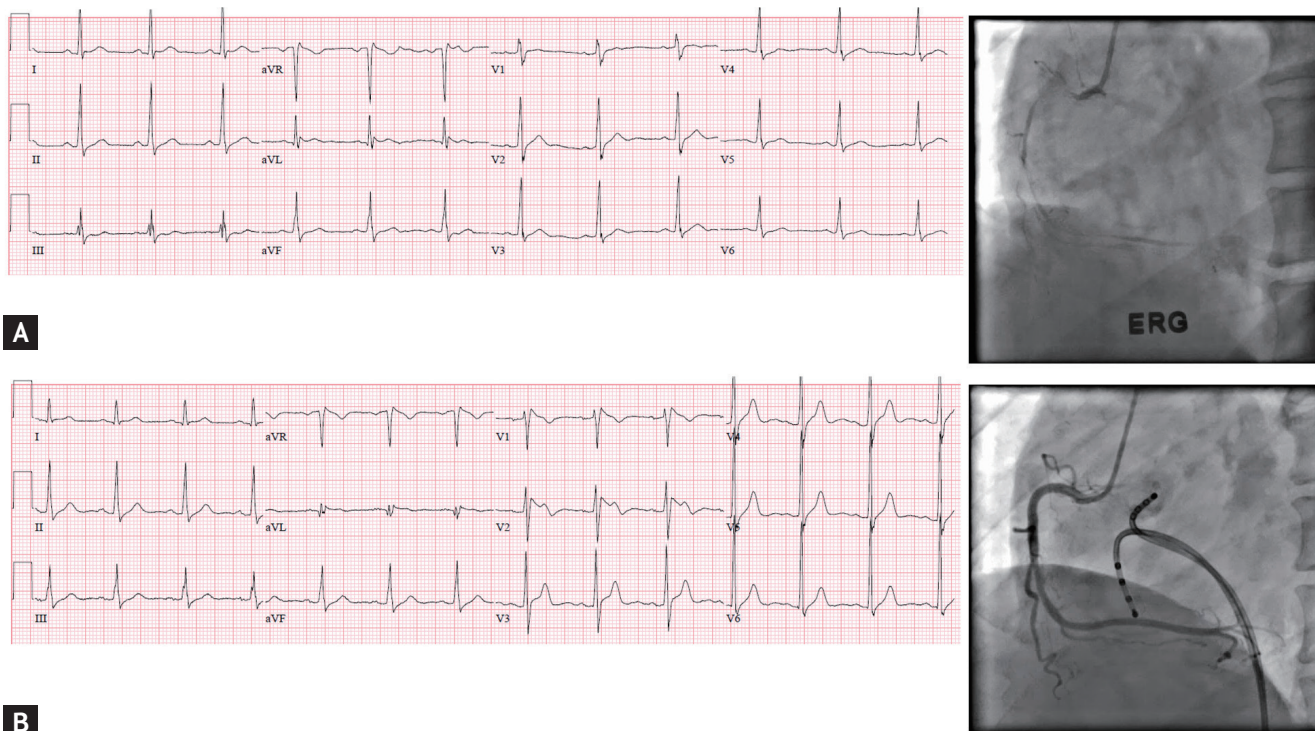 I aVR V1 V4
II aVL V2 V5
III aVF V3 V6
A
ERG
I aVR V1 V4
II aVL V2 V5
III aVF V3 V6
B